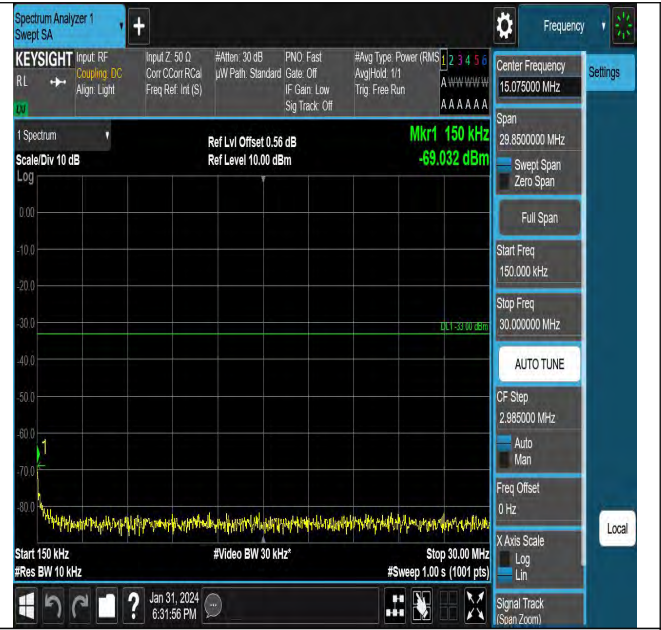 Spectrum Analyzer 1
Swept SA
Frequency
KEYSIGHT
RL
Input: RF
Coupling: DC
Align: Light
Input Z: 50 Ω
Corr CCorr RCal
Freq Ref: Int (S)
#Atten: 30 dB
µW Path: Standard
PNO: Fast
Gate: Off
IF Gain: Low
Sig Track: Off
#Avg Type: Power (RMS
Avg|Hold: 1/1
Trig: Free Run
1 2 3 4 5 6
A W W W W W
A A A A A A
LXI
1 Spectrum
Scale/Div 10 dB
Log
Ref Lvl Offset 0.56 dB
Ref Level 10.00 dBm
Mkr1 150 kHz
-69.032 dBm
0.00
-10.0
-20.0
-30.0
DL1 -33.00 dBm
-40.0
-50.0
-60.0
1
-70.0
-80.0
Start 150 kHz
#Res BW 10 kHz
#Video BW 30 kHz*
Stop 30.00 MHz
#Sweep 1.00 s (1001 pts)
Jan 31, 2024
6:31:56 PM
Center Frequency
15.075000 MHz
Settings
Span
29.8500000 MHz
Swept Span
Zero Span
Full Span
Start Freq
150.000 kHz
Stop Freq
30.000000 MHz
AUTO TUNE
CF Step
2.985000 MHz
Auto
Man
Freq Offset
0 Hz
X Axis Scale
Log
Lin
Local
Signal Track
(Span Zoom)